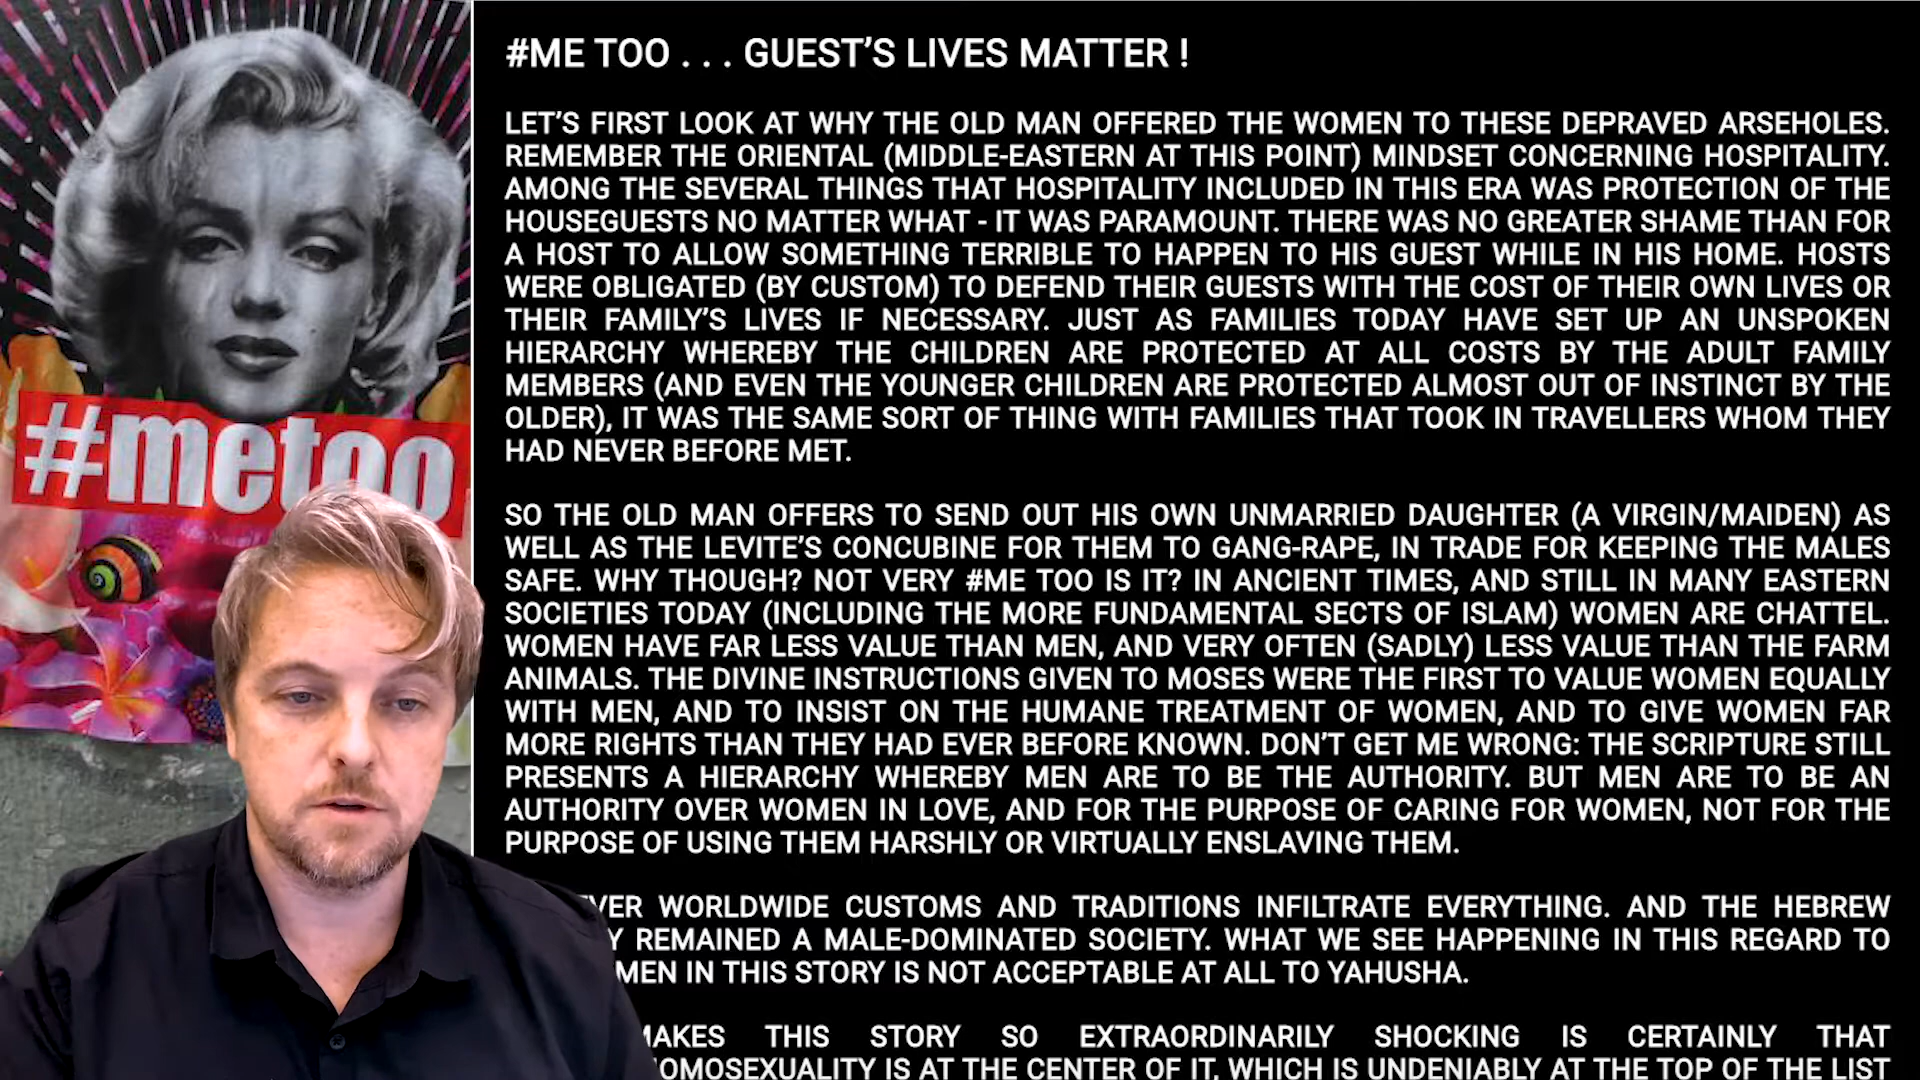 #metoo
#ME TOO . . . GUEST’S LIVES MATTER !
LET’S FIRST LOOK AT WHY THE OLD MAN OFFERED THE WOMEN TO THESE DEPRAVED ARSEHOLES.
REMEMBER THE ORIENTAL (MIDDLE-EASTERN AT THIS POINT) MINDSET CONCERNING HOSPITALITY.
AMONG THE SEVERAL THINGS THAT HOSPITALITY INCLUDED IN THIS ERA WAS PROTECTION OF THE
HOUSEGUESTS NO MATTER WHAT - IT WAS PARAMOUNT. THERE WAS NO GREATER SHAME THAN FOR
A HOST TO ALLOW SOMETHING TERRIBLE TO HAPPEN TO HIS GUEST WHILE IN HIS HOME. HOSTS
WERE OBLIGATED (BY CUSTOM) TO DEFEND THEIR GUESTS WITH THE COST OF THEIR OWN LIVES OR
THEIR FAMILY’S LIVES IF NECESSARY. JUST AS FAMILIES TODAY HAVE SET UP AN UNSPOKEN
HIERARCHY WHEREBY THE CHILDREN ARE PROTECTED AT ALL COSTS BY THE ADULT FAMILY
MEMBERS (AND EVEN THE YOUNGER CHILDREN ARE PROTECTED ALMOST OUT OF INSTINCT BY THE
OLDER), IT WAS THE SAME SORT OF THING WITH FAMILIES THAT TOOK IN TRAVELLERS WHOM THEY
HAD NEVER BEFORE MET.
SO THE OLD MAN OFFERS TO SEND OUT HIS OWN UNMARRIED DAUGHTER (A VIRGIN/MAIDEN) AS
WELL AS THE LEVITE’S CONCUBINE FOR THEM TO GANG-RAPE, IN TRADE FOR KEEPING THE MALES
SAFE. WHY THOUGH? NOT VERY #ME TOO IS IT? IN ANCIENT TIMES, AND STILL IN MANY EASTERN
SOCIETIES TODAY (INCLUDING THE MORE FUNDAMENTAL SECTS OF ISLAM) WOMEN ARE CHATTEL.
WOMEN HAVE FAR LESS VALUE THAN MEN, AND VERY OFTEN (SADLY) LESS VALUE THAN THE FARM
ANIMALS. THE DIVINE INSTRUCTIONS GIVEN TO MOSES WERE THE FIRST TO VALUE WOMEN EQUALLY
WITH MEN, AND TO INSIST ON THE HUMANE TREATMENT OF WOMEN, AND TO GIVE WOMEN FAR
MORE RIGHTS THAN THEY HAD EVER BEFORE KNOWN. DON’T GET ME WRONG: THE SCRIPTURE STILL
PRESENTS A HIERARCHY WHEREBY MEN ARE TO BE THE AUTHORITY. BUT MEN ARE TO BE AN
AUTHORITY OVER WOMEN IN LOVE, AND FOR THE PURPOSE OF CARING FOR WOMEN, NOT FOR THE
PURPOSE OF USING THEM HARSHLY OR VIRTUALLY ENSLAVING THEM.
WORLDWIDE CUSTOMS AND TRADITIONS INFILTRATE EVERYTHING. AND THE HEBREW
REMAINED A MALE-DOMINATED SOCIETY. WHAT WE SEE HAPPENING IN THIS REGARD TO
IN THIS STORY IS NOT ACCEPTABLE AT ALL TO YAHUSHA.
THIS STORY SO EXTRAORDINARILY SHOCKING IS CERTAINLY THAT
IS AT THE CENTER OF IT, WHICH IS UNDENIABLY AT THE TOP OF THE LIST